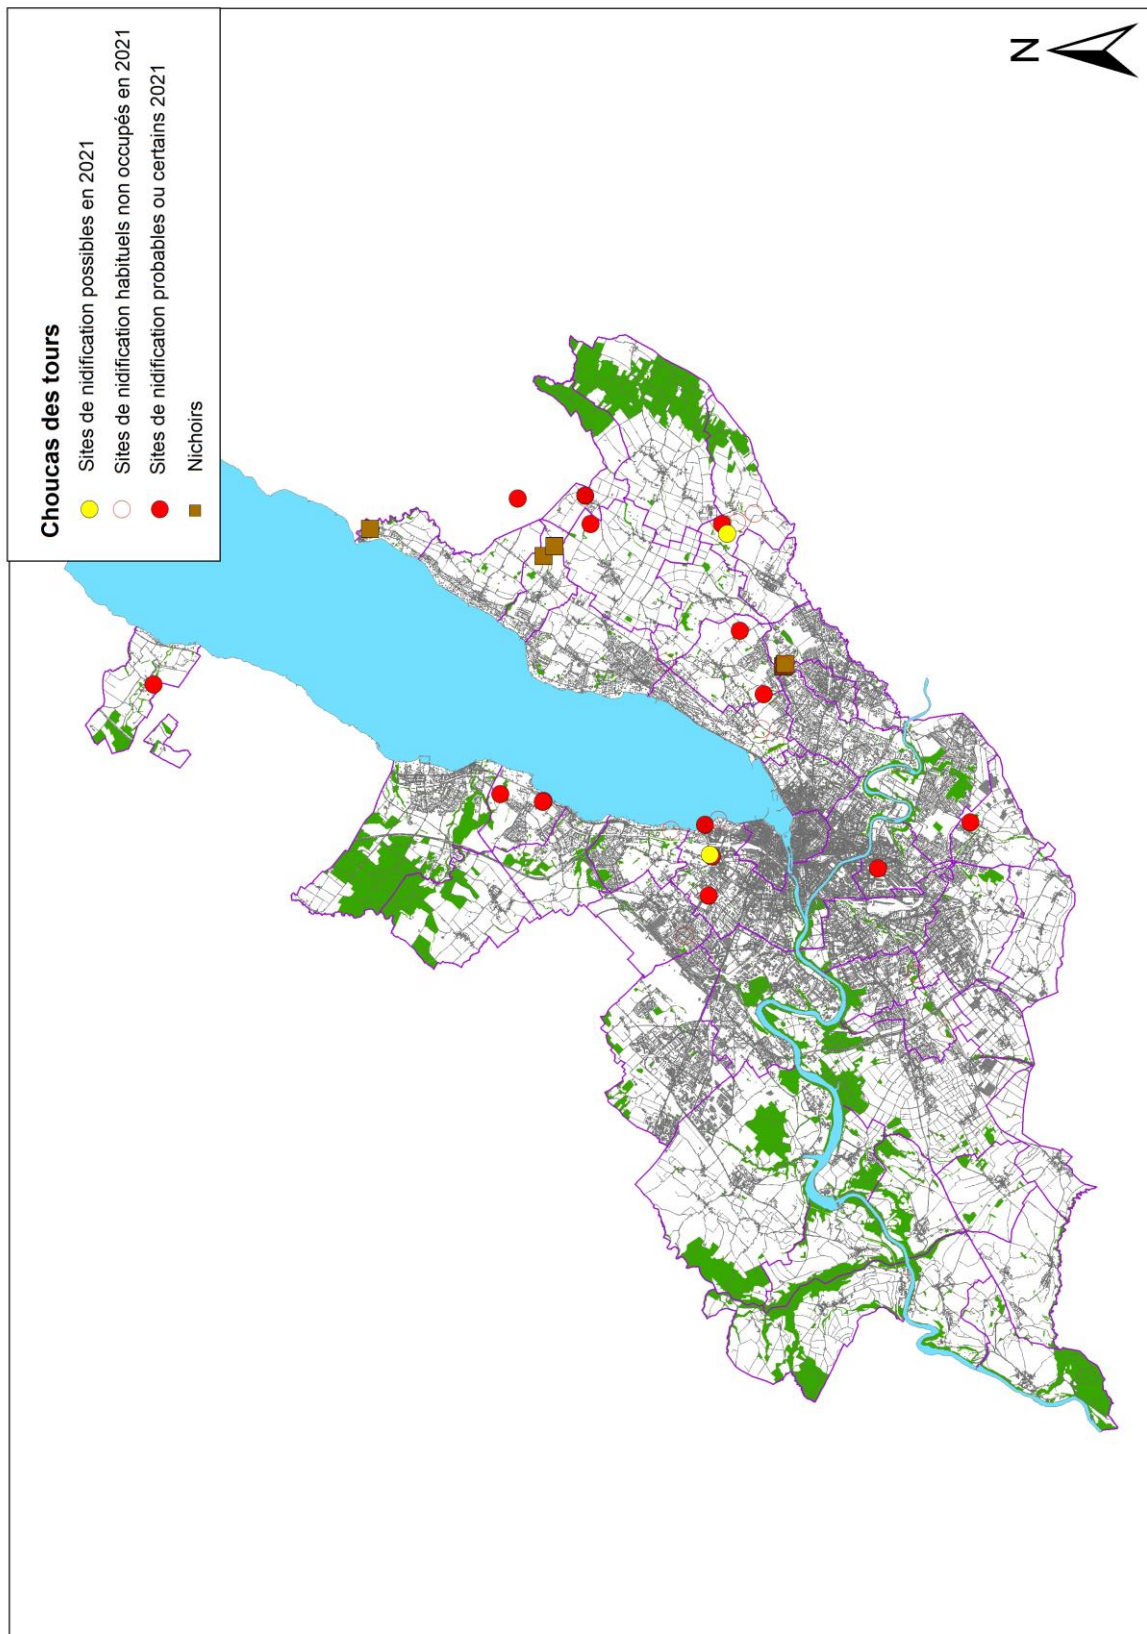 Choucas des tours
Sites de nidification possibles en 2021
Sites de nidification habituels non occupés en 2021
Sites de nidification probables ou certains 2021
Nichoirs
N